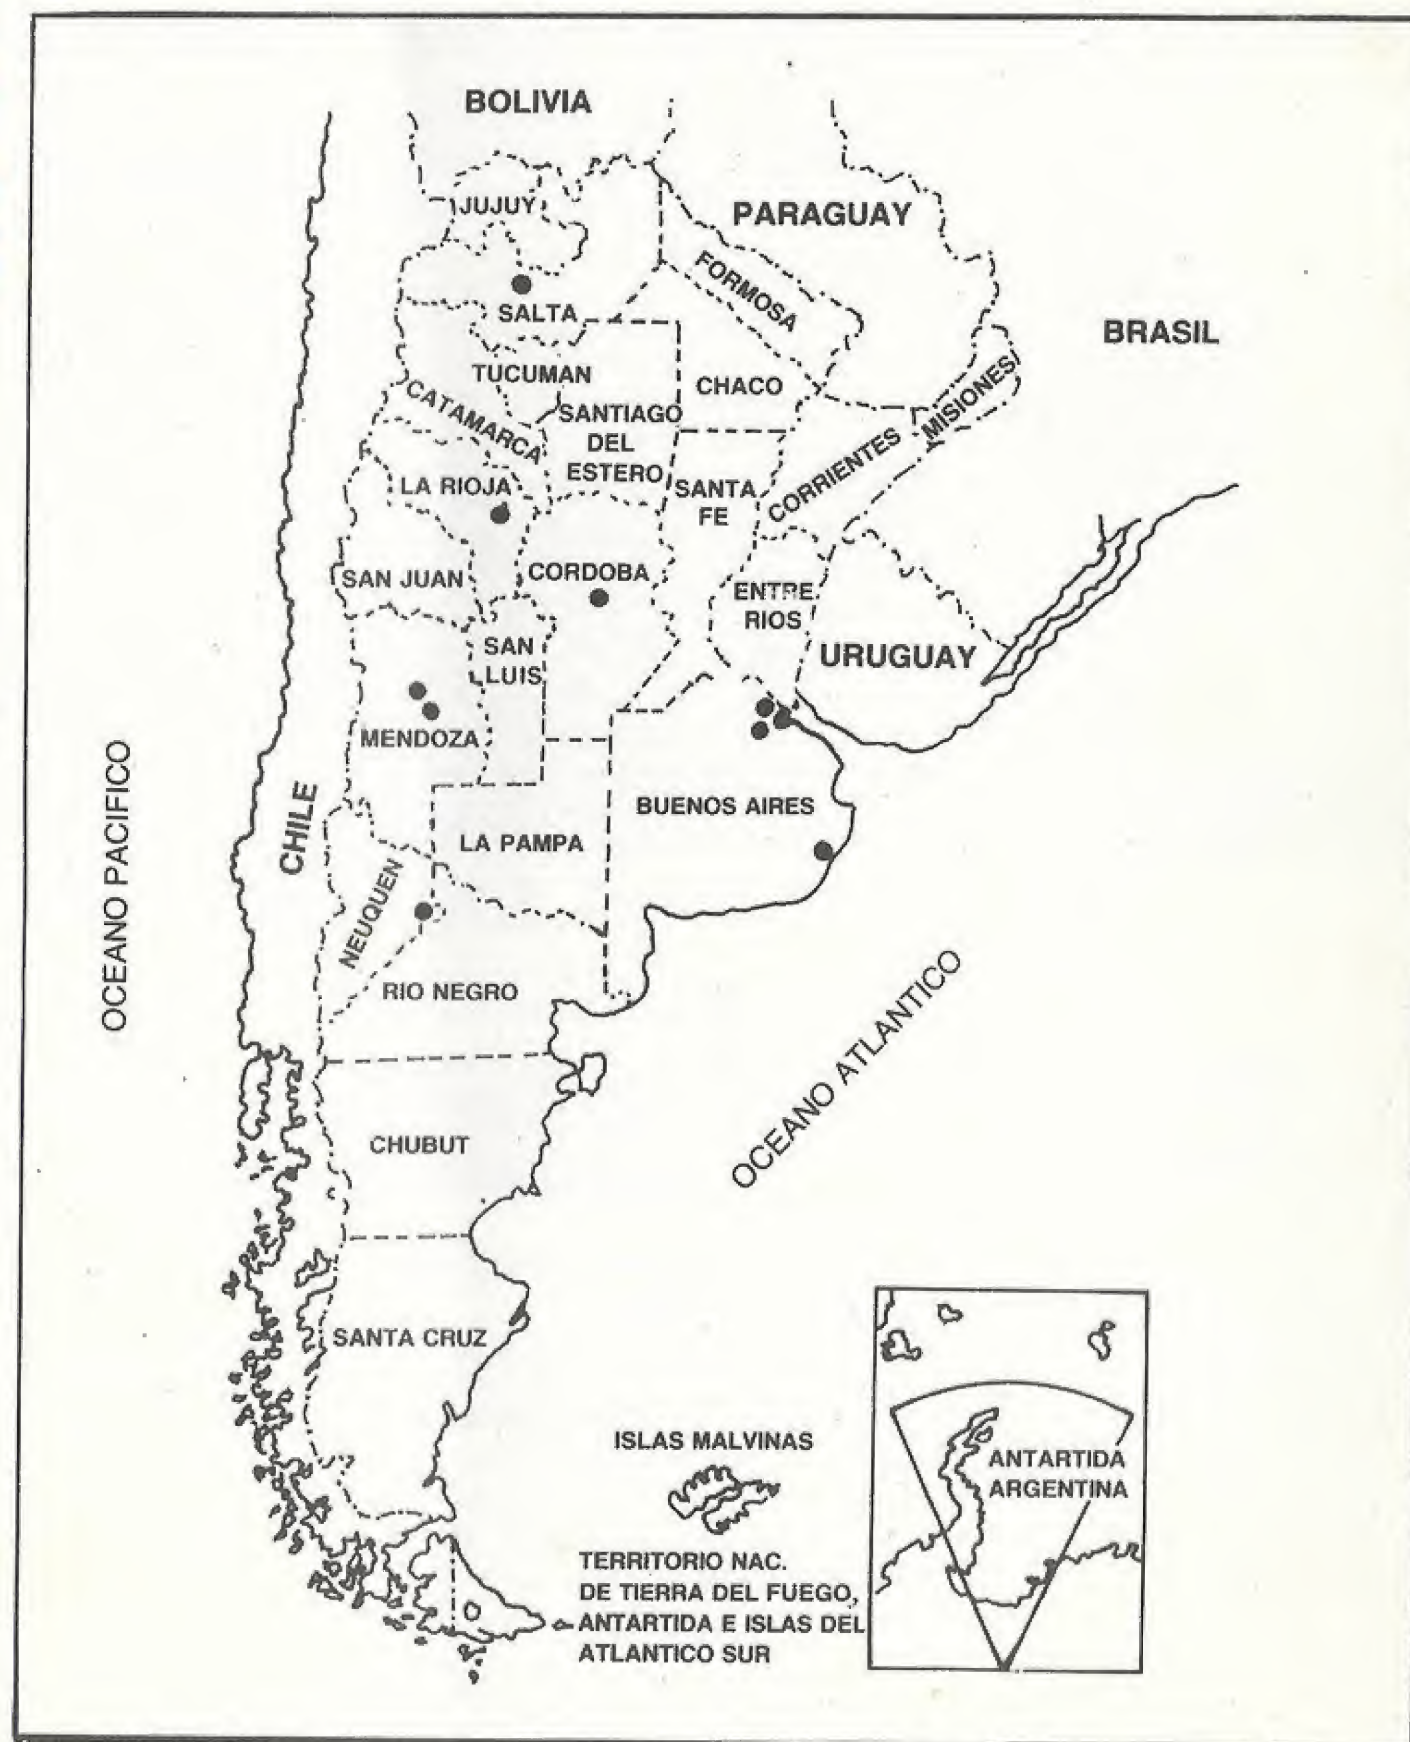 BOLIVIA
JUJUY
PARAGUAY
FORMOSA
SALTA
BRASIL
TUCUMAN
CHACO
MISIONES
CATAMARCA
SANTIAGO
DEL
ESTERO
CORRIENTES
LA RIOJA
SANTA
FE
SAN JUAN
CORDOBA
ENTRE
RIOS
SAN
LUIS
URUGUAY
MENDOZA
OCEANO PACIFICO
CHILE
BUENOS AIRES
LA PAMPA
NEUQUEN
RIO NEGRO
OCEANO ATLANTICO
CHUBUT
SANTA CRUZ
ISLAS MALVINAS
ANTARTIDA
ARGENTINA
TERRITORIO NAC.
DE TIERRA DEL FUEGO,
ANTARTIDA E ISLAS DEL
ATLANTICO SUR